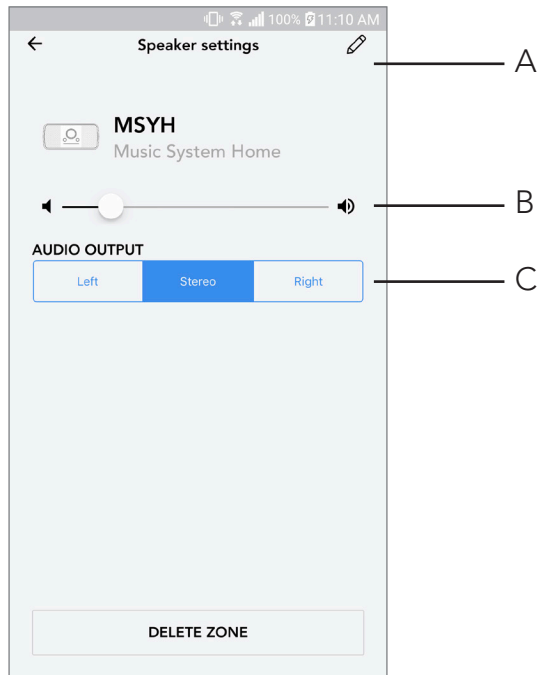 100% 11:10 AM
Speaker settings
A
MSYH
Music System Home
B
AUDIO OUTPUT
Left Stereo Right
C
DELETE ZONE